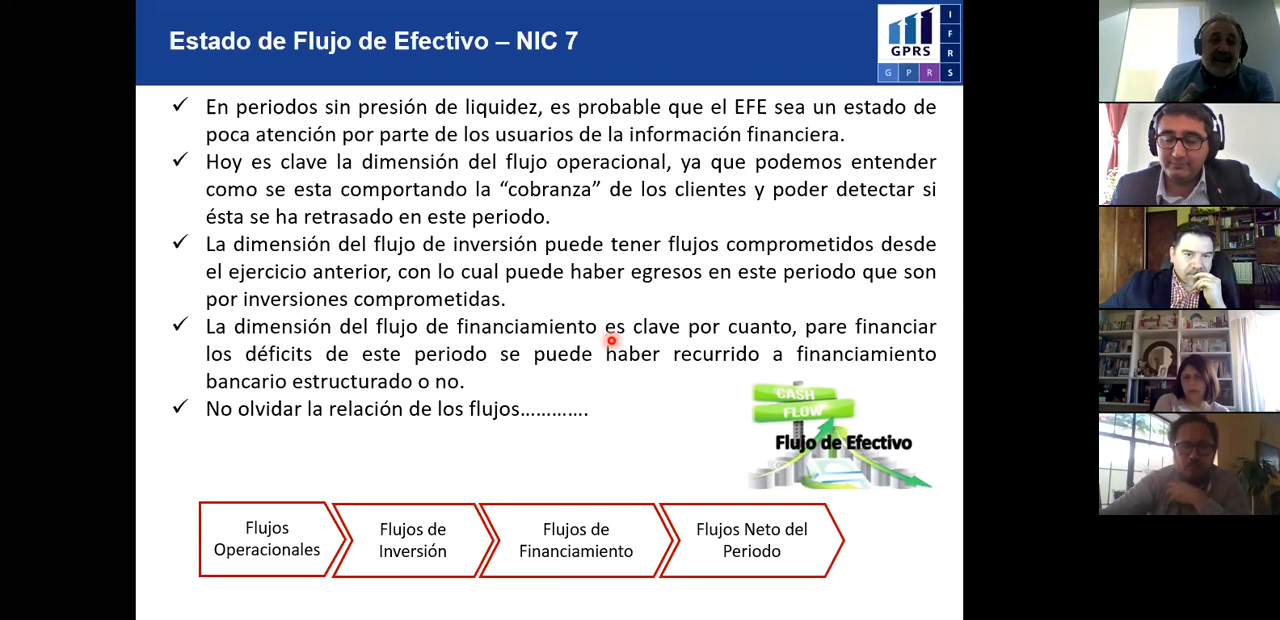 Estado de Flujo de Efectivo – NIC 7
GPRS
I
F
R
G P R S
✓ En periodos sin presión de liquidez, es probable que el EFE sea un estado de
poca atención por parte de los usuarios de la información financiera.
✓ Hoy es clave la dimensión del flujo operacional, ya que podemos entender
como se esta comportando la “cobranza” de los clientes y poder detectar si
ésta se ha retrasado en este periodo.
✓ La dimensión del flujo de inversión puede tener flujos comprometidos desde
el ejercicio anterior, con lo cual puede haber egresos en este periodo que son
por inversiones comprometidas.
✓ La dimensión del flujo de financiamiento es clave por cuanto, pare financiar
los déficits de este periodo se puede haber recurrido a financiamiento
bancario estructurado o no.
✓ No olvidar la relación de los flujos………….
CASH
FLOW
Flujo de Efectivo
Flujos
Operacionales
Flujos de
Inversión
Flujos de
Financiamiento
Flujos Neto del
Periodo